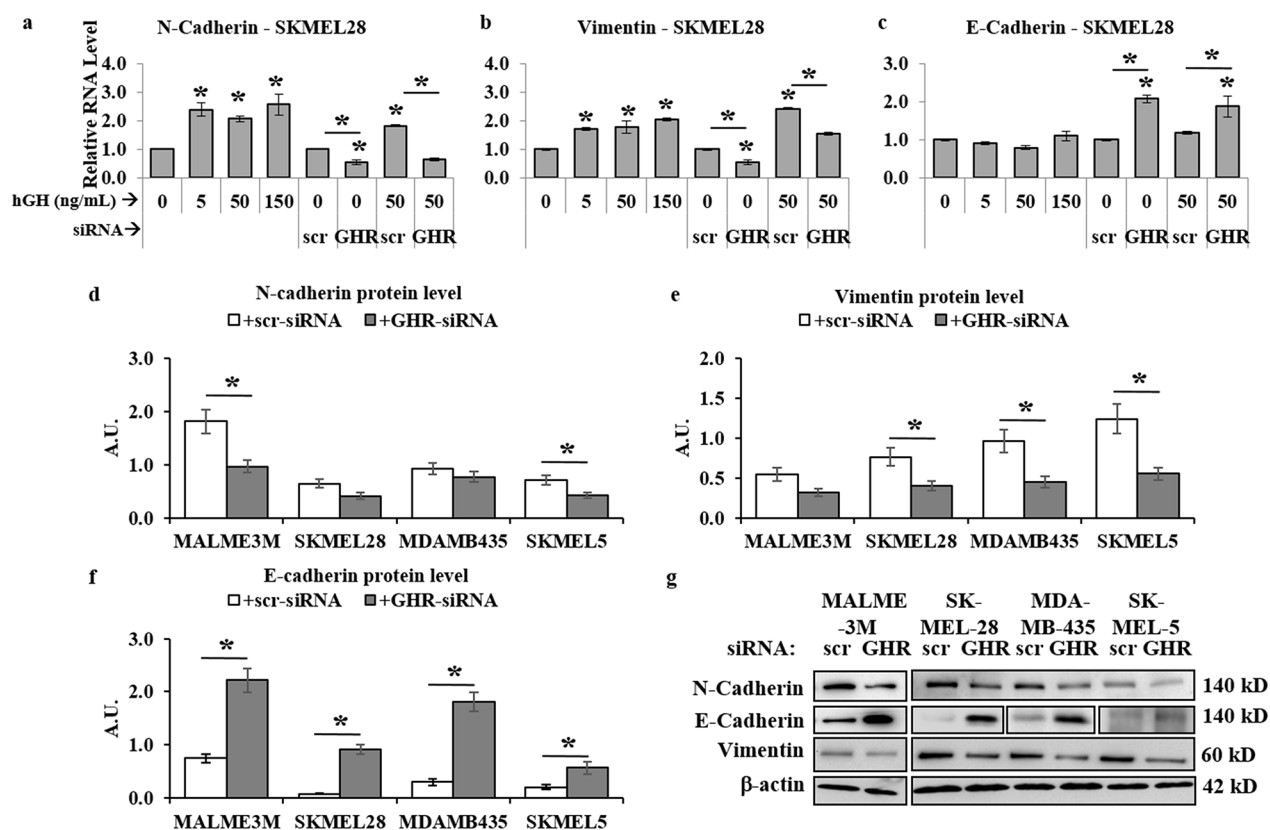 a N-Cadherin - SKMEL28
b Vimentin - SKMEL28
c E-Cadherin - SKMEL28
Relative RNA Level
4.0
3.0
2.0
1.0
0.0
* * * * * * *
hGH (ng/mL) → 0 5 50 150 0 0 50 50
siRNA→ scr GHR scr GHR
4.0
3.0
2.0
1.0
0.0
* * * * * * *
0 5 50 150 0 0 50 50
scr GHR scr GHR
3.0
2.0
1.0
0.0
* * * *
0 5 50 150 0 0 50 50
scr GHR scr GHR
d N-cadherin protein level
+scr-siRNA +GHR-siRNA
A.U.
3.0
2.0
1.0
0.0
* *
MALME3M SKMEL28 MDAMB435 SKMEL5
e Vimentin protein level
+scr-siRNA +GHR-siRNA
A.U.
2.0
1.5
1.0
0.5
0.0
* * *
MALME3M SKMEL28 MDAMB435 SKMEL5
f E-cadherin protein level
+scr-siRNA +GHR-siRNA
A.U.
3.0
2.0
1.0
0.0
* * * *
MALME3M SKMEL28 MDAMB435 SKMEL5
g
MALME SK- MDA- SK-
-3M MEL-28 MB-435 MEL-5
siRNA: scr GHR scr GHR scr GHR scr GHR
N-Cadherin 140 kD
E-Cadherin 140 kD
Vimentin 60 kD
β-actin 42 kD